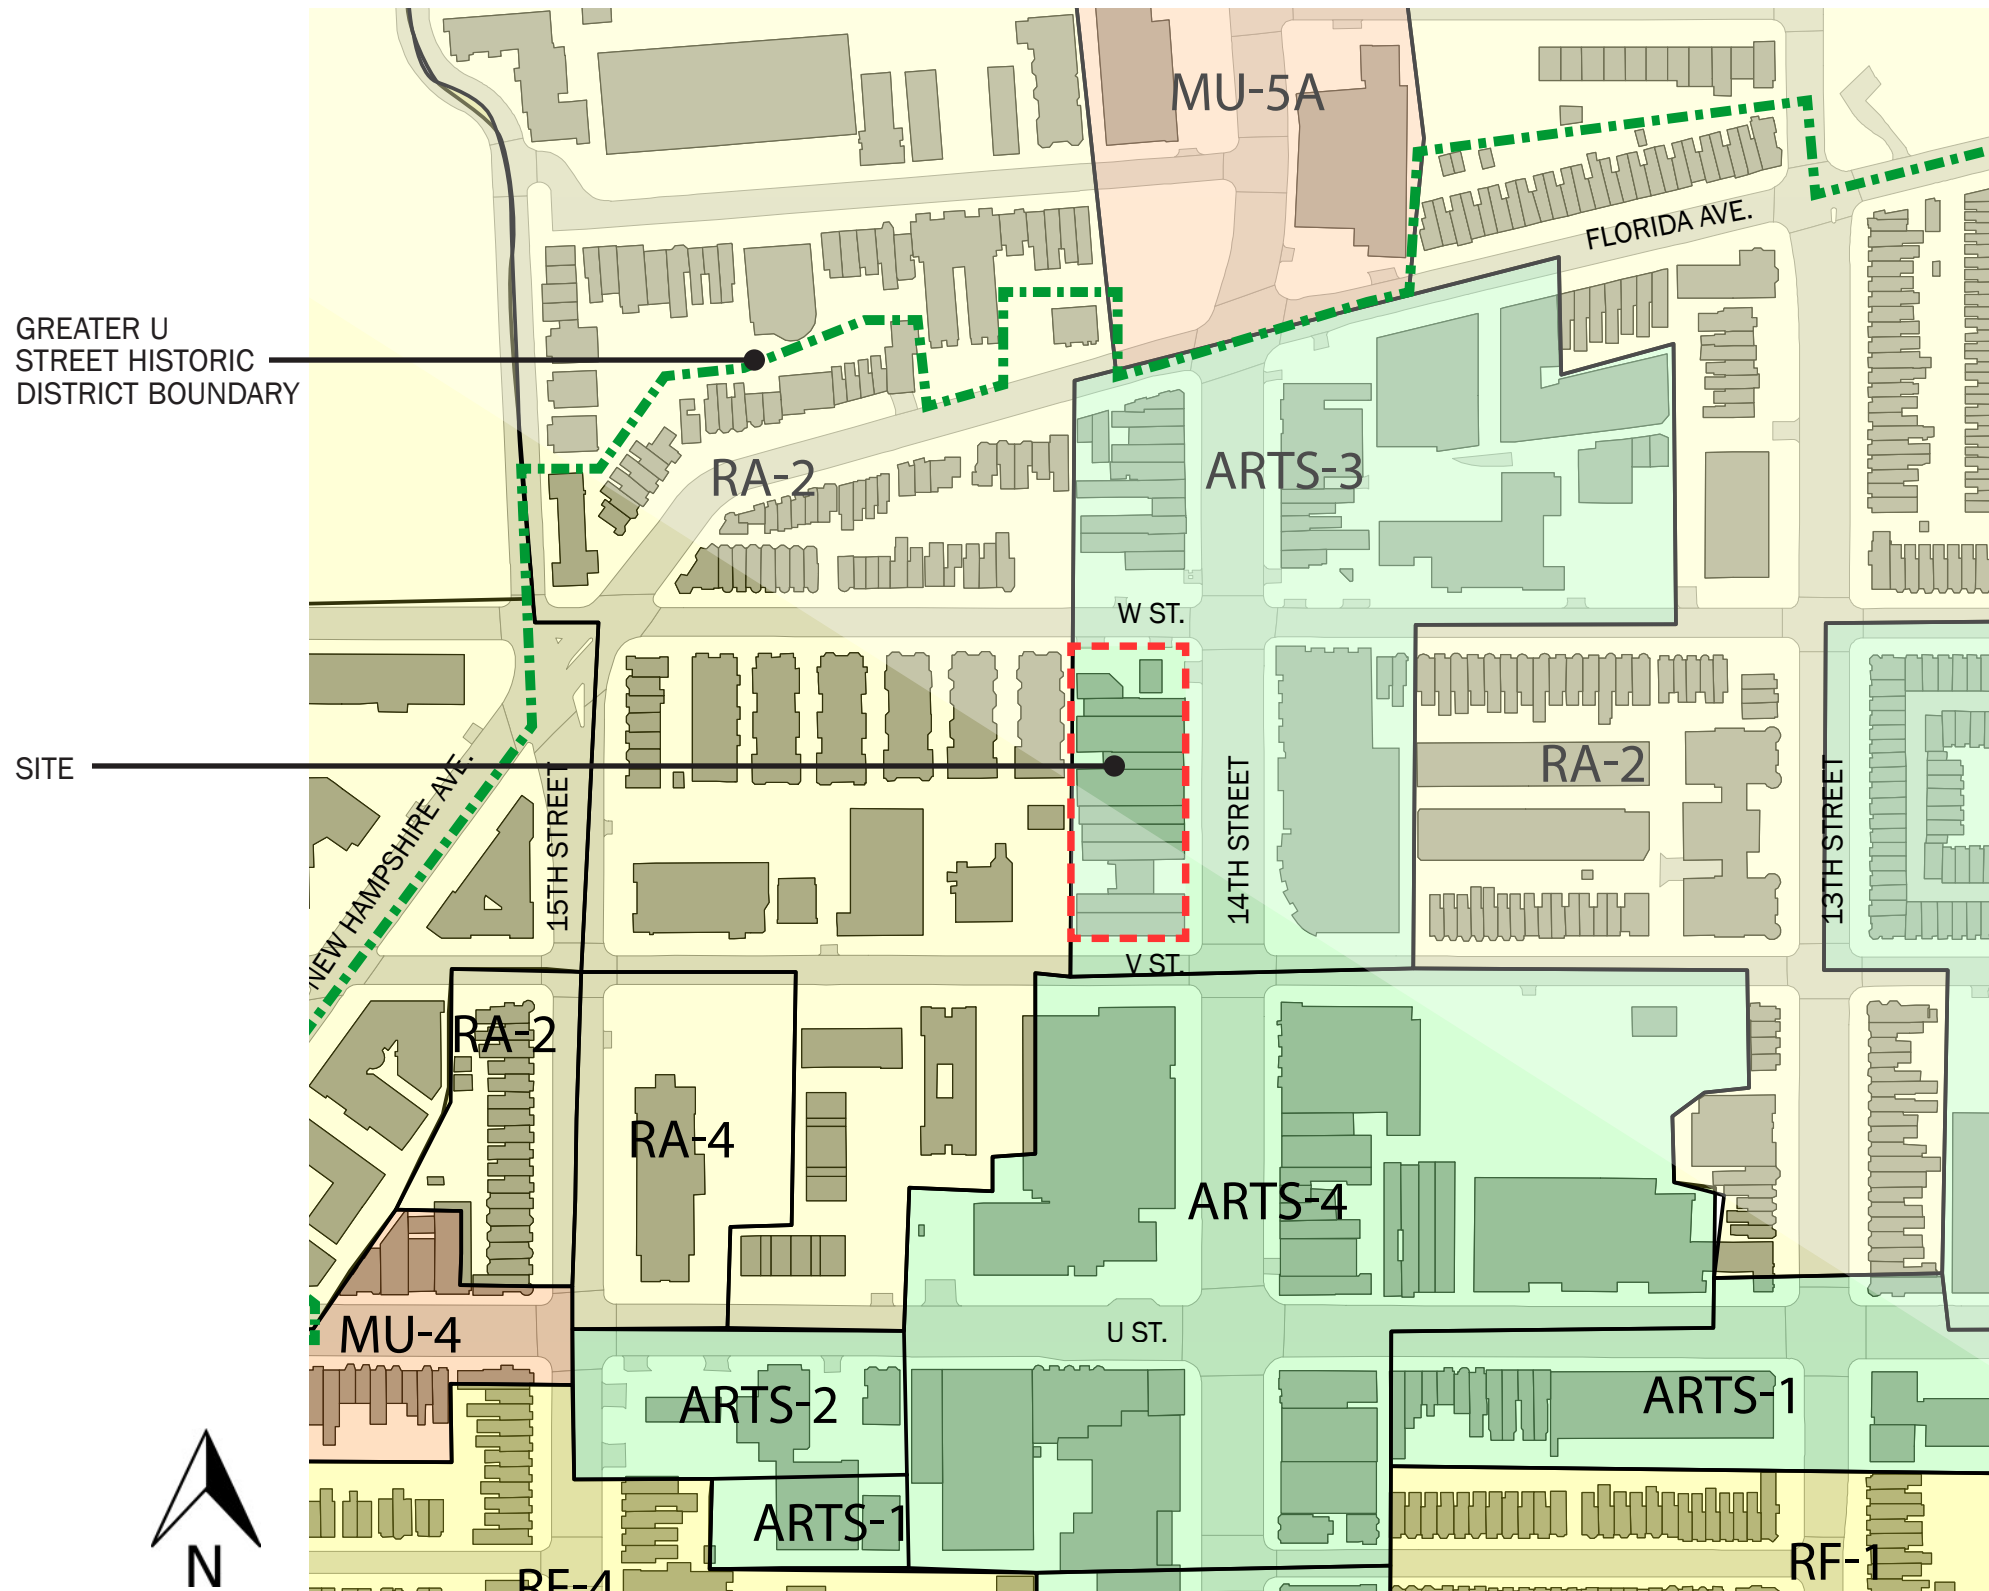 MU-5A
FLORIDA AVE.
GREATER U
STREET HISTORIC
DISTRICT BOUNDARY
RA-2
ARTS-3
W ST.
SITE
NEW HAMPSHIRE AVE.
15TH STREET
14TH STREET
RA-2
13TH STREET
V ST.
RA-2
RA-4
ARTS-4
MU-4
U ST.
ARTS-2
ARTS-1
ARTS-1
RF-1
RF-4
N